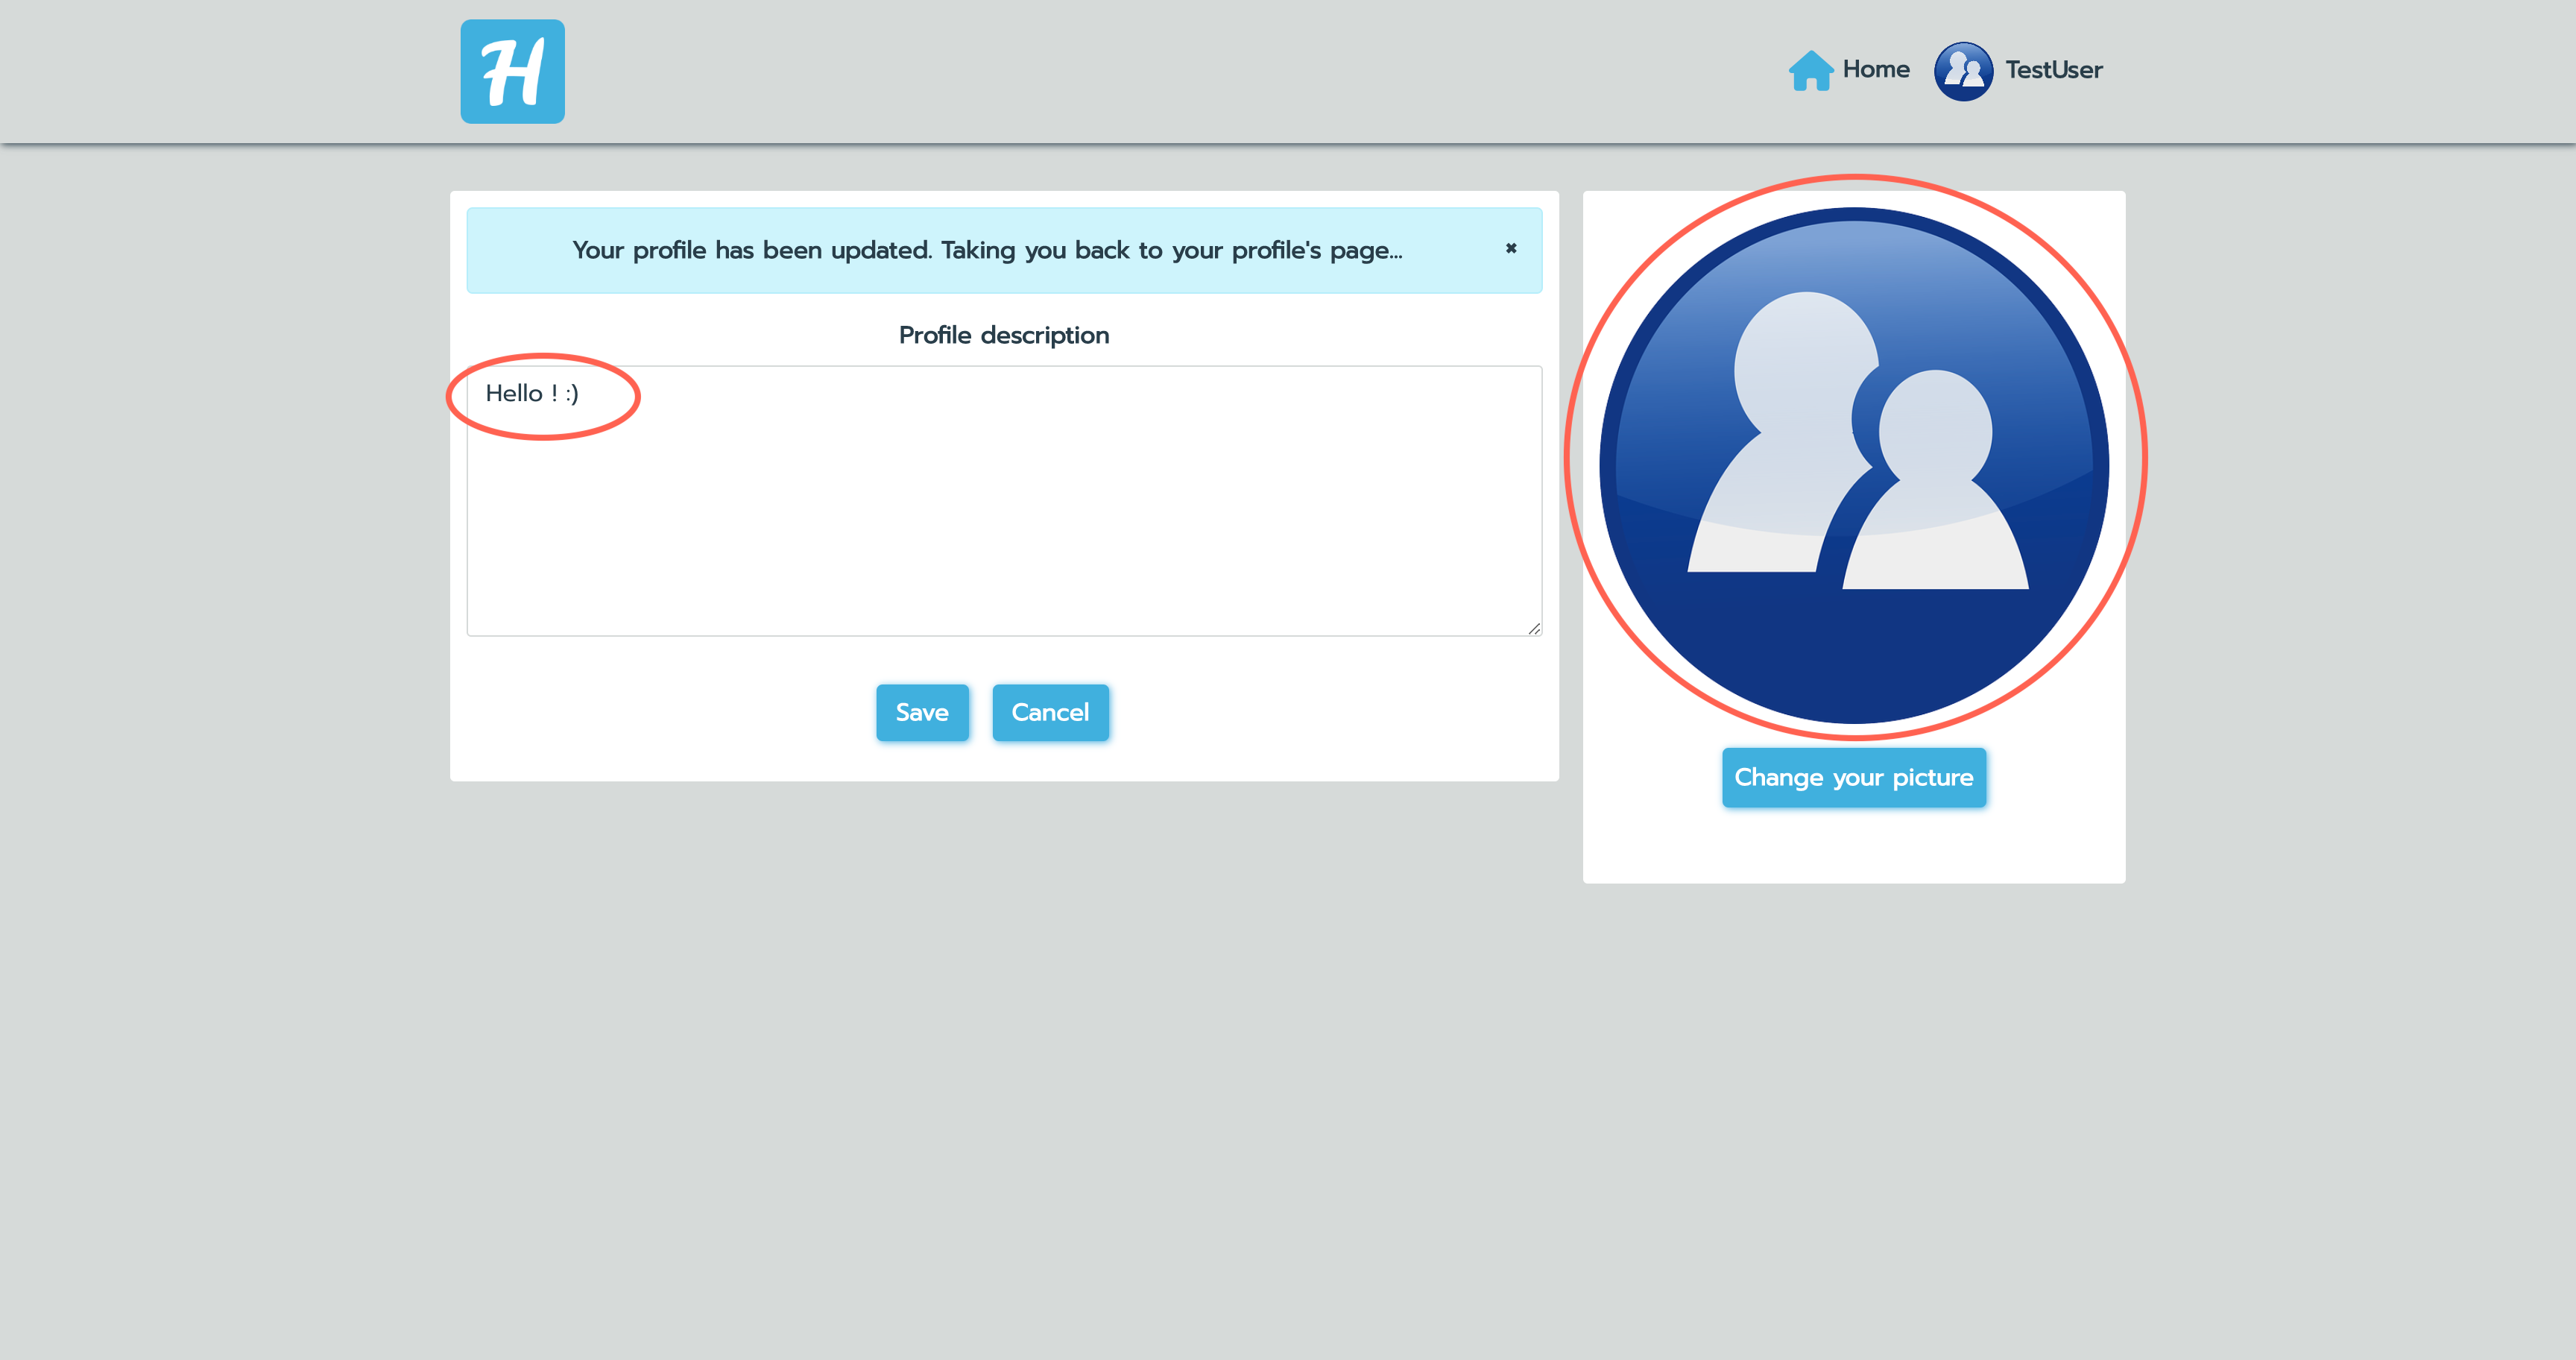 H
Home
TestUser
Your profile has been updated. Taking you back to your profile's page...
Profile description
Hello ! :)
Save
Cancel
Change your picture